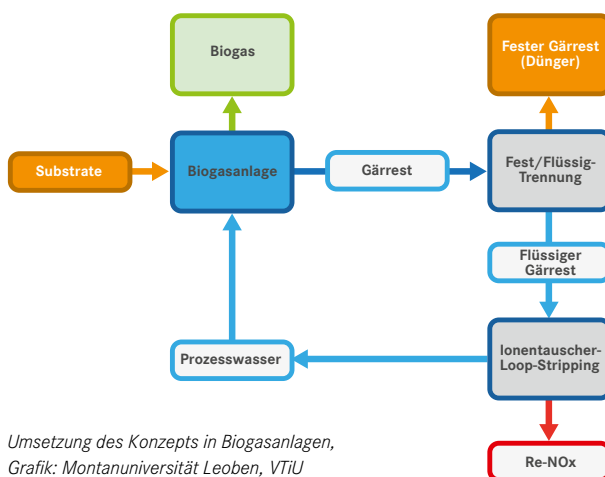 Biogas
Fester Gärrest
(Dünger)
Substrate
Biogasanlage
Gärrest
Fest/Flüssig-
Trennung
Flüssiger
Gärrest
Prozesswasser
Ionentauscher-
Loop-Stripping
Umsetzung des Konzepts in Biogasanlagen,
Grafik: Montanuniversität Leoben, VTiU
Re-NOx